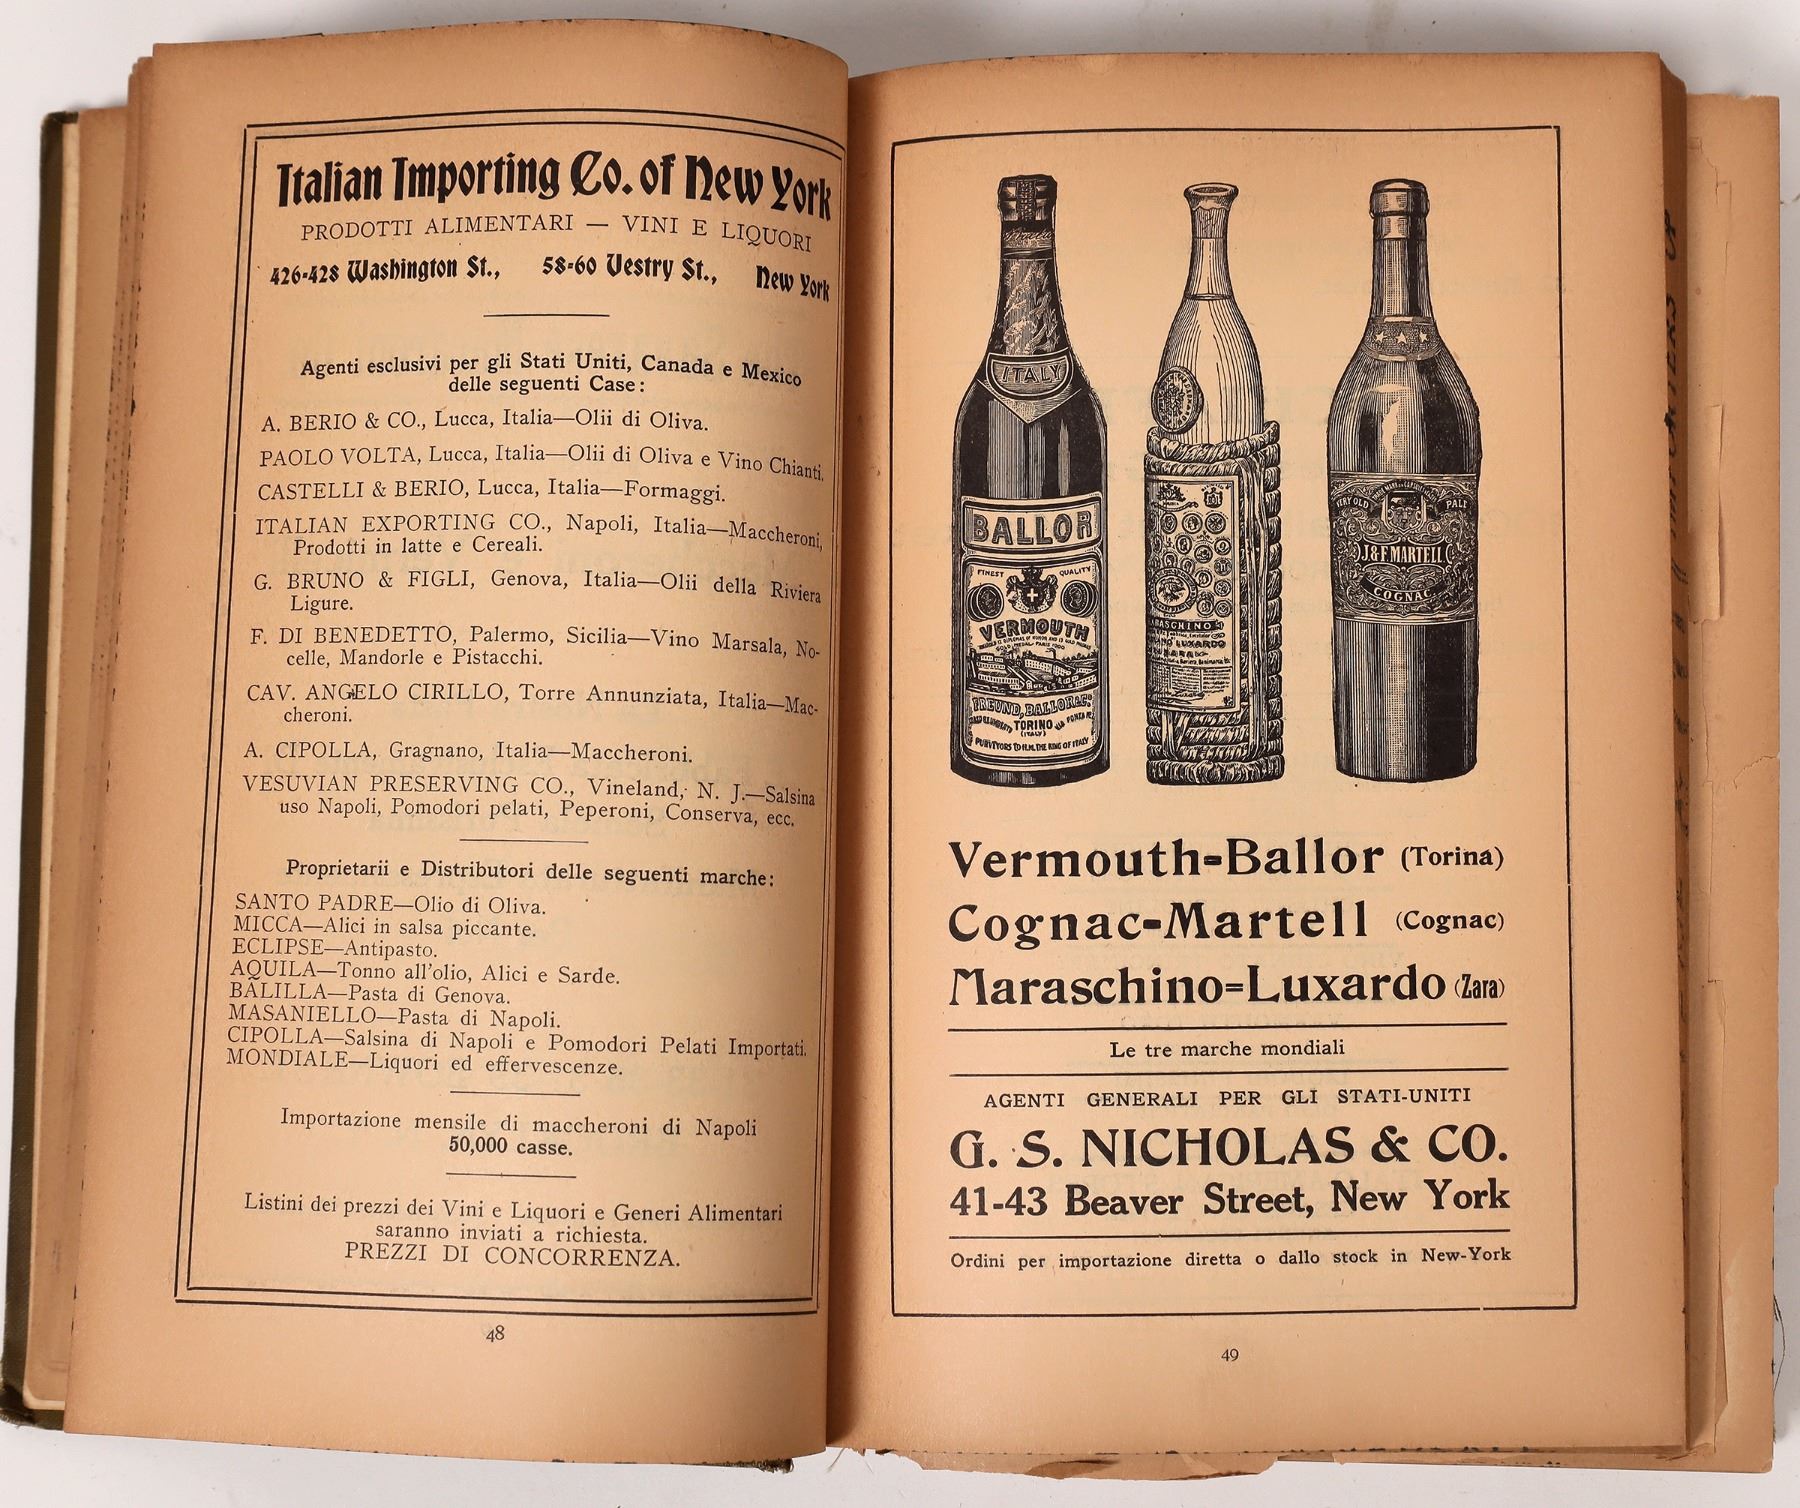 Italian Importing Co. of New York
PRODOTTI ALIMENTARI — VINI E LIQUORI
426-428 Washington St., 58-60 Vestry St., New York
Agenti esclusivi per gli Stati Uniti, Canada e Mexico
delle seguenti Case:
A. BERIO & CO., Lucca, Italia—Olii di Oliva.
PAOLO VOLTA, Lucca, Italia—Olii di Oliva e Vino Chianti.
CASTELLI & BERIO, Lucca, Italia—Formaggi.
ITALIAN EXPORTING CO., Napoli, Italia—Maccheroni,
Prodotti in latte e Cereali.
G. BRUNO & FIGLI, Genova, Italia—Olii della Riviera
Ligure.
F. DI BENEDETTO, Palermo, Sicilia—Vino Marsala, No-
celle, Mandorle e Pistacchi.
CAV. ANGELO CIRILLO, Torre Annunziata, Italia—Mac-
cheroni.
A. CIPOLLA, Gragnano, Italia—Maccheroni.
VESUVIAN PRESERVING CO., Vineland, N. J.—Salsina
uso Napoli, Pomodori pelati, Peperoni, Conserva, ecc.
Proprietarii e Distributori delle seguenti marche:
SANTO PADRE—Olio di Oliva.
MICCA—Alici in salsa piccante.
ECLIPSE—Antipasto.
AQUILA—Tonno all'olio, Alici e Sarde.
BALILLA—Pasta di Genova.
MASANIELLO—Pasta di Napoli.
CIPOLLA—Salsina di Napoli e Pomodori Pelati Importati.
MONDIALE—Liquori ed effervescenze.
Importazione mensile di maccheroni di Napoli
50,000 casse.
Listini dei prezzi dei Vini e Liquori e Generi Alimentari
saranno inviati a richiesta.
PREZZI DI CONCORRENZA.
48
ITALY
BALLOR
FINEST QUALITY
VERMOUTH
GOLD MEDAL PARIS 1900
FREUND, BALLOR & C.
TORINO
(ITALY)
PURVEYORS TO H.M. THE KING OF ITALY
MARASCHINO
LUXARDO
ZARA
VERY OLD PALE
J. & F. MARTELL
COGNAC
Vermouth=Ballor (Torina)
Cognac=Martell (Cognac)
Maraschino=Luxardo (Zara)
Le tre marche mondiali
AGENTI GENERALI PER GLI STATI-UNITI
G. S. NICHOLAS & CO.
41-43 Beaver Street, New York
Ordini per importazione diretta o dallo stock in New-York
49